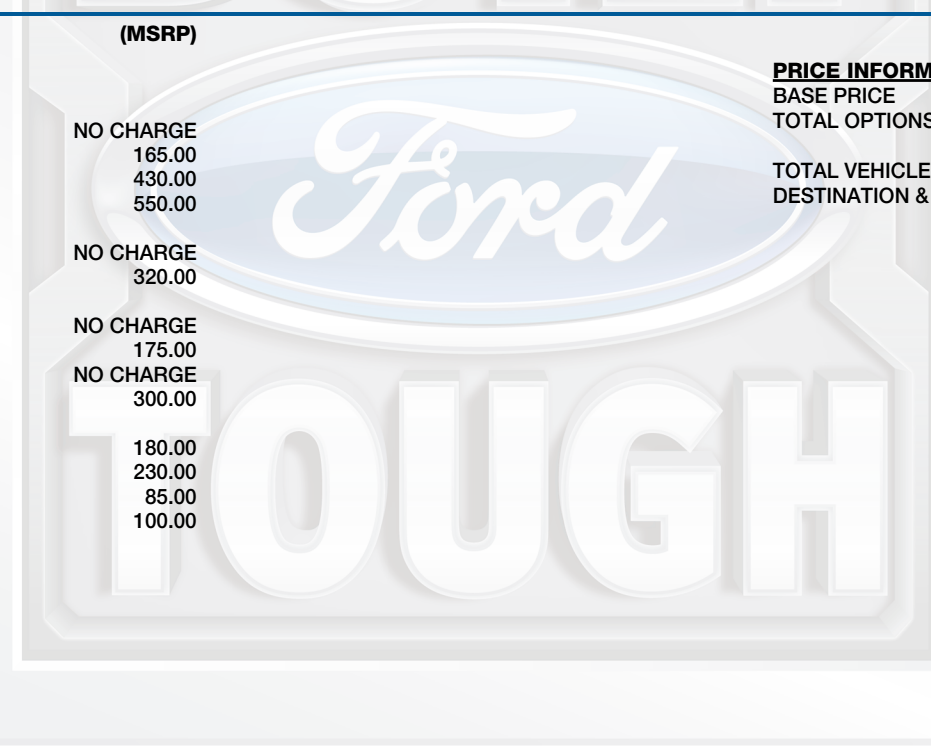 (MSRP)
NO CHARGE
165.00
430.00
550.00
NO CHARGE
320.00
NO CHARGE
175.00
NO CHARGE
300.00
180.00
230.00
85.00
100.00
PRICE INFORM
BASE PRICE
TOTAL OPTIONS
TOTAL VEHICLE
DESTINATION &
Ford
TOUGH